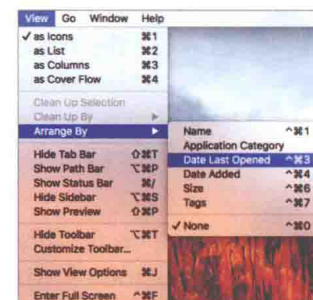 View Go Window Help
✓ as Icons ⌘1
as List ⌘2
as Columns ⌘3
as Cover Flow ⌘4
Clean Up Selection
Clean Up By ▶
Arrange By ▶
Hide Tab Bar ⇧⌘T
Show Path Bar ⌥⌘P
Show Status Bar ⌘/
Hide Sidebar ⌥⌘S
Show Preview ⇧⌘P
Hide Toolbar ⌥⌘T
Customize Toolbar...
Show View Options ⌘J
Enter Full Screen ^⌘F
Name ^⌘1
Application Category
Date Last Opened ^⌘3
Date Added ^⌘4
Size ^⌘6
Tags ^⌘7
✓ None ^⌘0